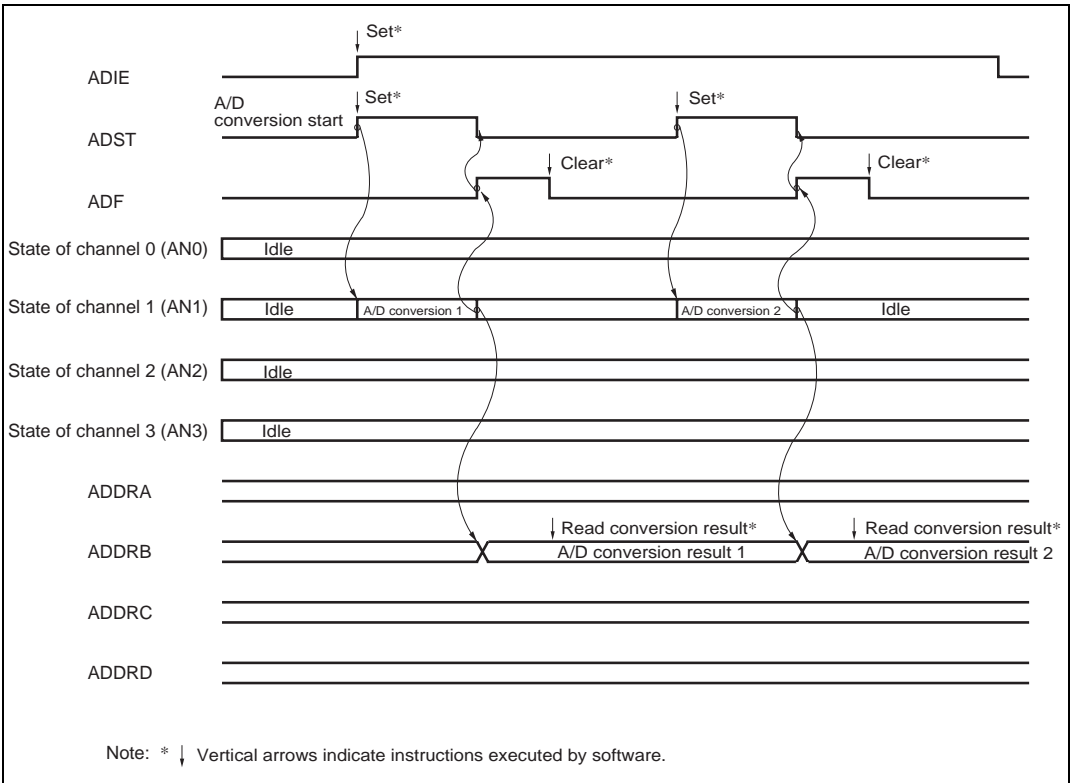 Set*
ADIE
A/D
conversion start
Set*
Set*
ADST
Clear*
Clear*
ADF
State of channel 0 (AN0) Idle
State of channel 1 (AN1) Idle A/D conversion 1 A/D conversion 2 Idle
State of channel 2 (AN2) Idle
State of channel 3 (AN3) Idle
ADDRA
Read conversion result* Read conversion result*
ADDRB A/D conversion result 1 A/D conversion result 2
ADDRC
ADDRD
Note: * ↓ Vertical arrows indicate instructions executed by software.